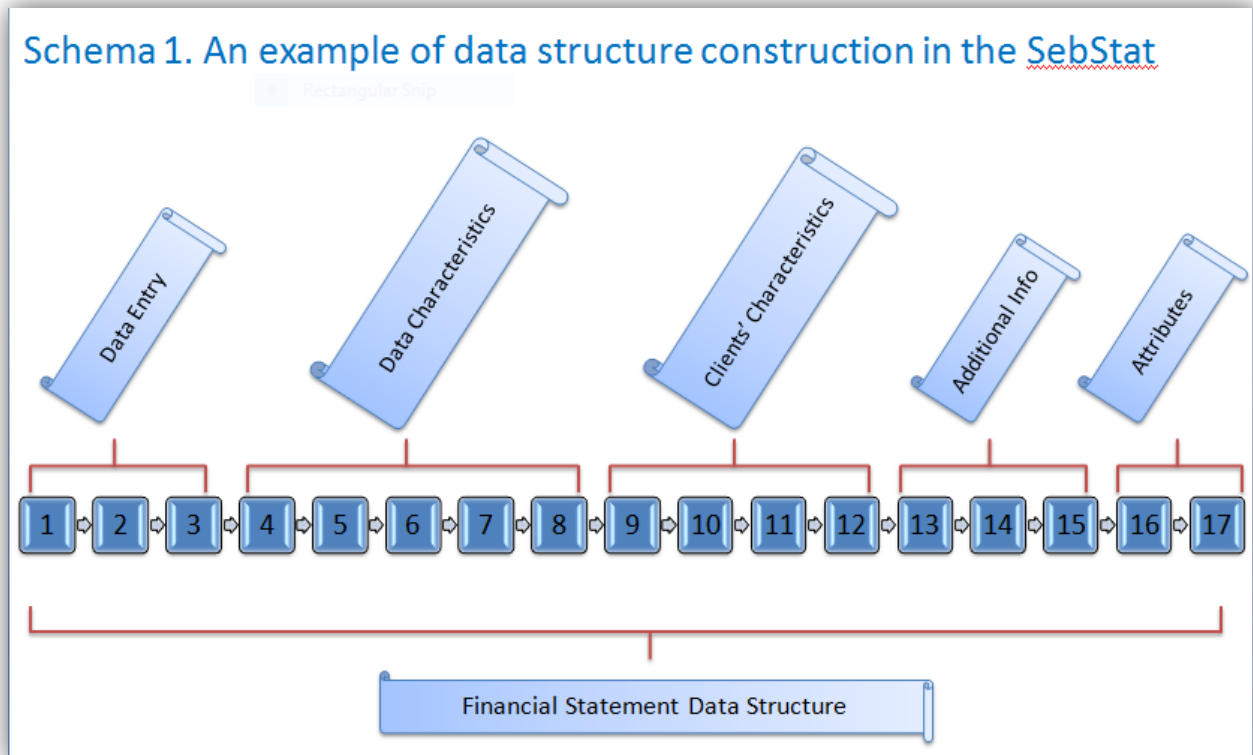 Schema 1. An example of data structure construction in the SebStat
Rectangular Snip
Data Entry
Data Characteristics
Clients' Characteristics
Additional Info
Attributes
1 2 3 4 5 6 7 8 9 10 11 12 13 14 15 16 17
Financial Statement Data Structure